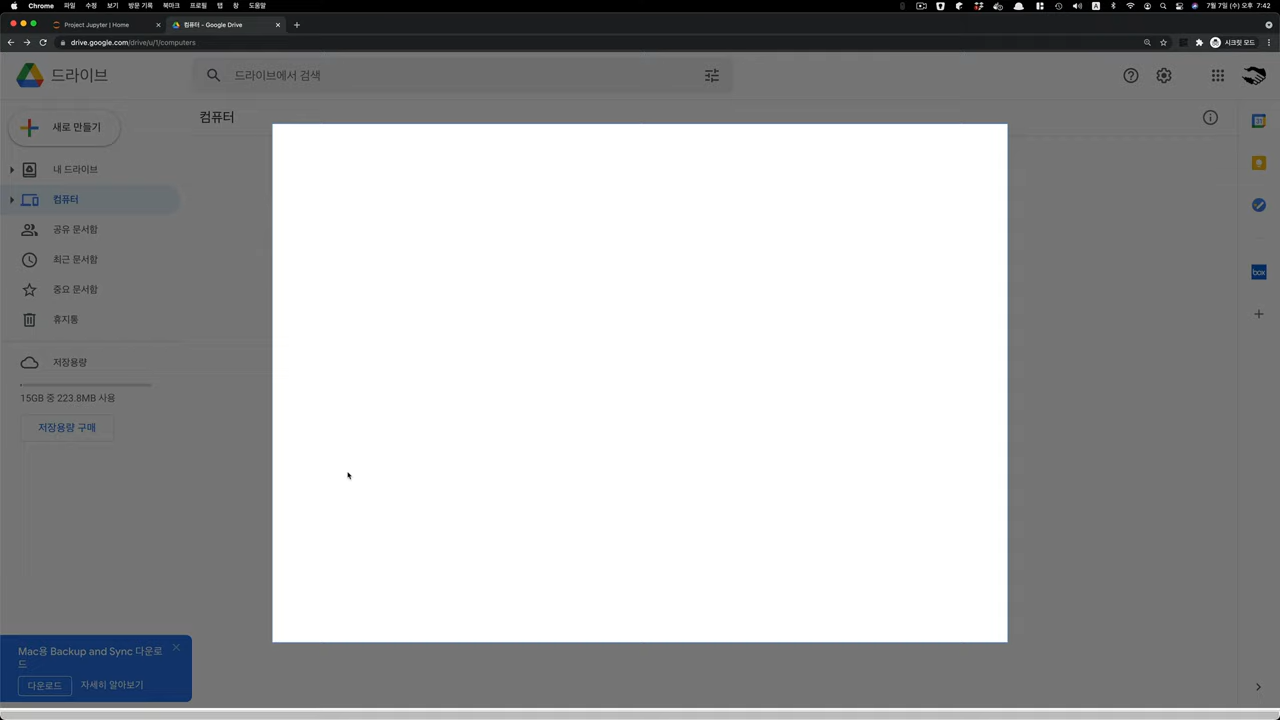 Chrome 파일 수정 보기 방문 기록 북마크 프로필 탭 창 도움말
7월 7일 (수) 오후 7:42
Project Jupyter | Home
컴퓨터 - Google Drive
drive.google.com/drive/u/1/computers
시크릿 모드
드라이브
드라이브에서 검색
새로 만들기
컴퓨터
내 드라이브
컴퓨터
공유 문서함
최근 문서함
중요 문서함
휴지통
저장용량
15GB 중 223.8MB 사용
저장용량 구매
box
Mac용 Backup and Sync 다운로
드
다운로드 자세히 알아보기